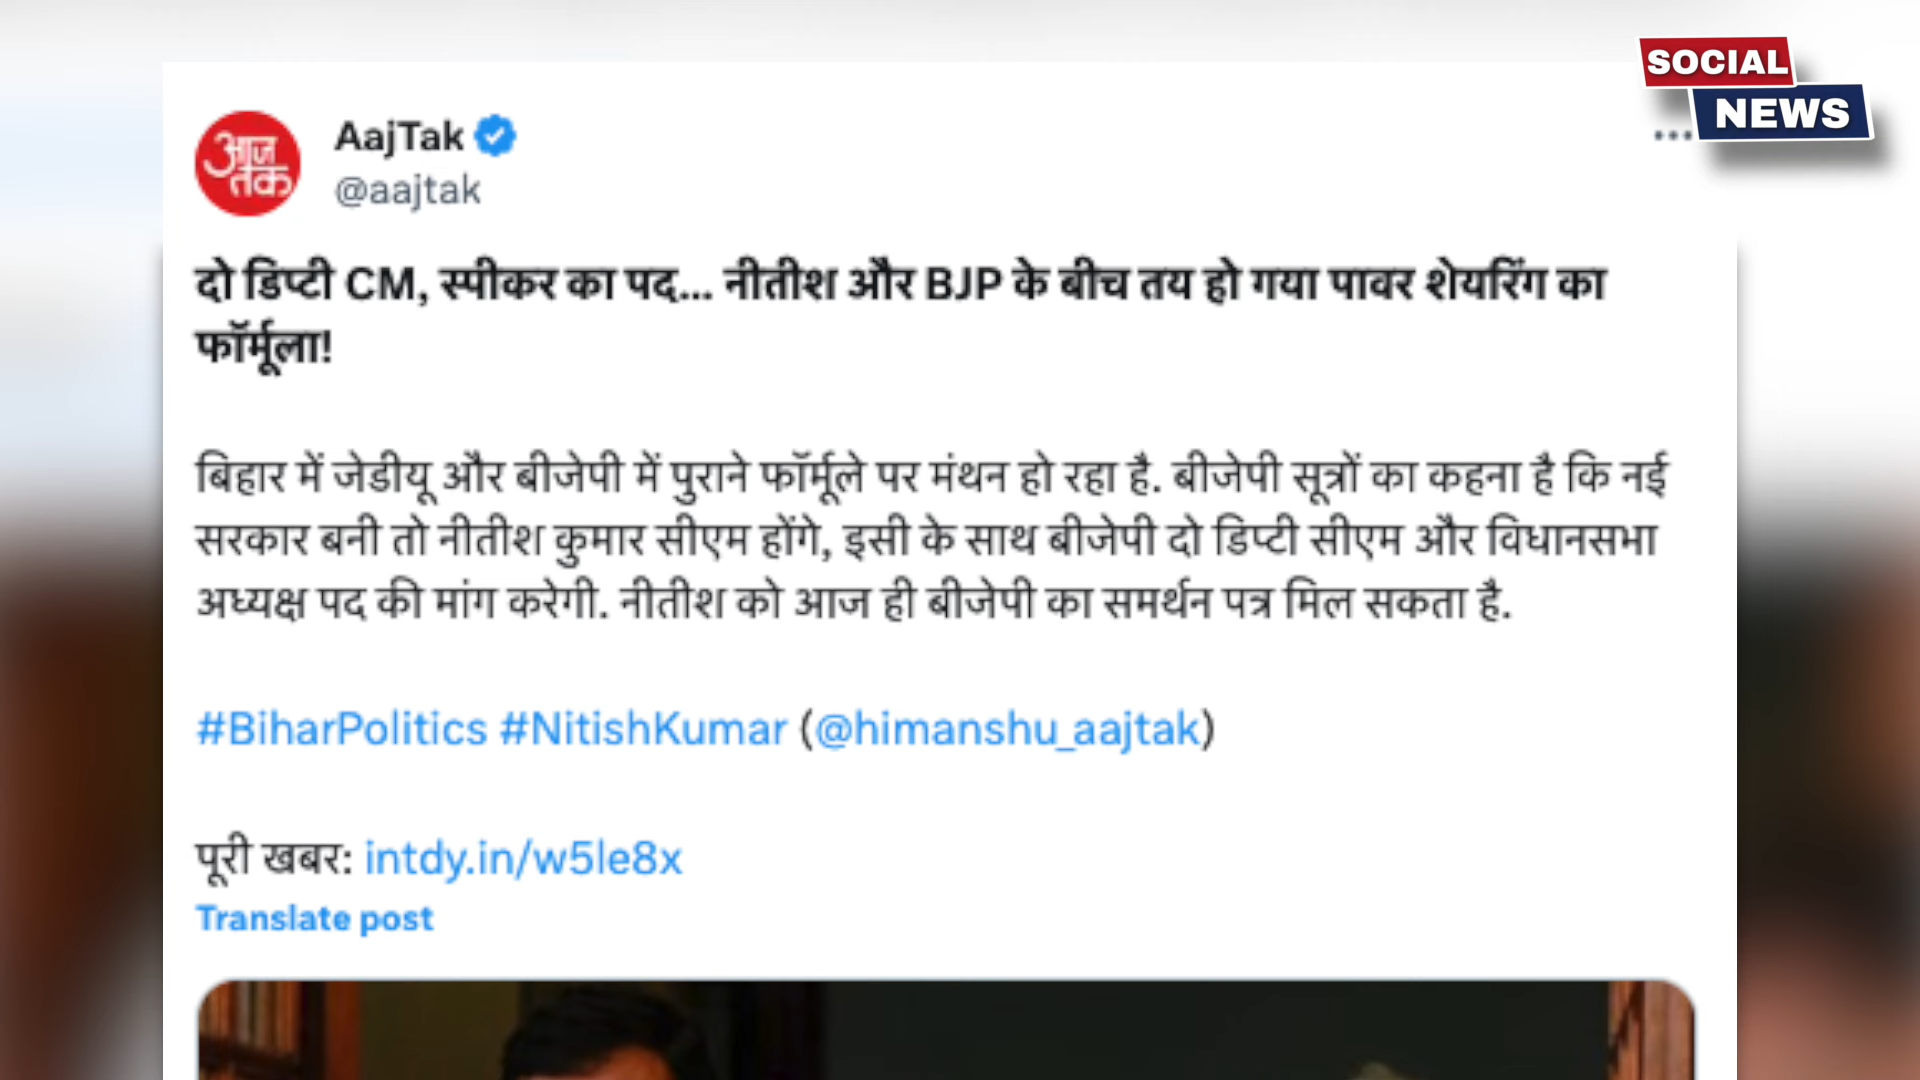 SOCIAL
NEWS
आज
तक
AajTak
@aajtak
दो डिप्टी CM, स्पीकर का पद... नीतीश और BJP के बीच तय हो गया पावर शेयरिंग का
फॉर्मूला!
बिहार में जेडीयू और बीजेपी में पुराने फॉर्मूले पर मंथन हो रहा है. बीजेपी सूत्रों का कहना है कि नई
सरकार बनी तो नीतीश कुमार सीएम होंगे, इसी के साथ बीजेपी दो डिप्टी सीएम और विधानसभा
अध्यक्ष पद की मांग करेगी. नीतीश को आज ही बीजेपी का समर्थन पत्र मिल सकता है.
#BiharPolitics #NitishKumar (@himanshu_aajtak)
पूरी खबर: intdy.in/w5le8x
Translate post